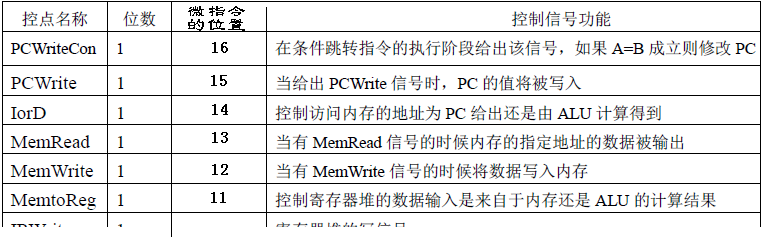 控点名称 位数 微指令的位置 控制信号功能
PCWriteCon 1 16 在条件跳转指令的执行阶段给出该信号，如果 A=B 成立则修改 PC
PCWrite 1 15 当给出 PCWrite 信号时，PC 的值将被写入
IorD 1 14 控制访问内存的地址为 PC 给出还是由 ALU 计算得到
MemRead 1 13 当有 MemRead 信号的时候内存的指定地址的数据被输出
MemWrite 1 12 当有 MemWrite 信号的时候将数据写入内存
MemtoReg 1 11 控制寄存器堆的数据输入是来自于内存还是 ALU 的计算结果